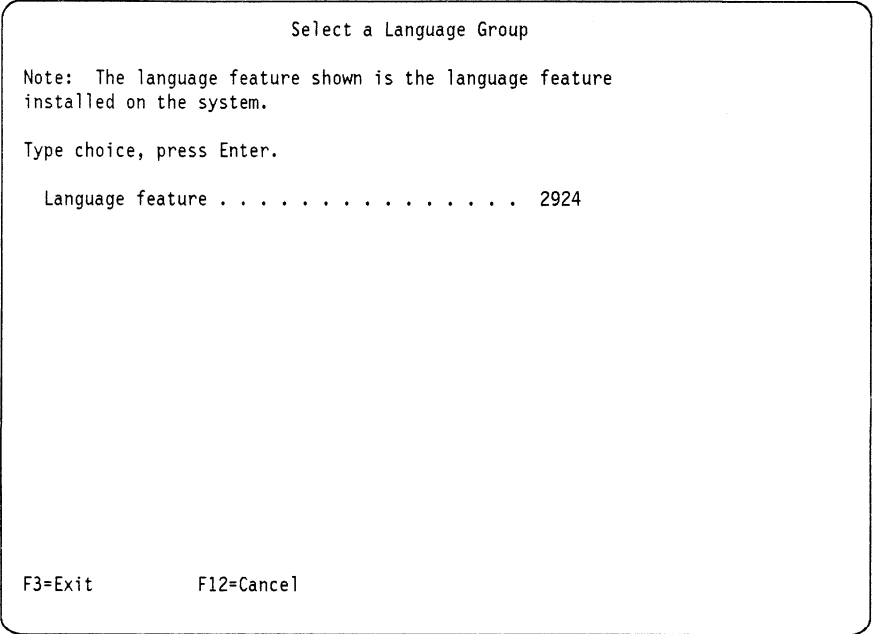 Select a Language Group
Note: The language feature shown is the language feature
installed on the system.
Type choice, press Enter.
Language feature . . . . . . . . . . . . . . . 2924
F3=Exit F12=Cancel